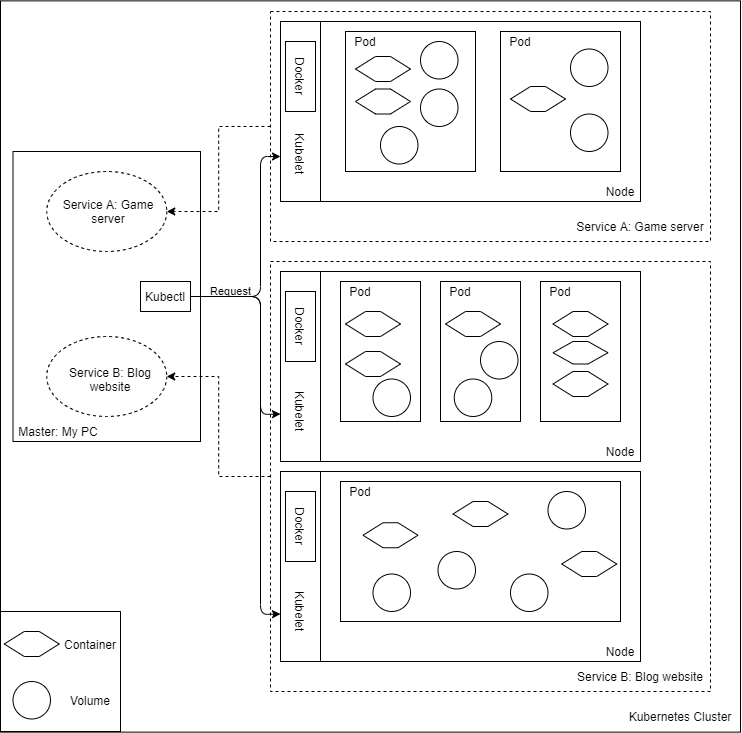 Pod
Pod
Docker
Kubelet
Node
Service A: Game server
Service A: Game
server
Kubectl
Request
Service B: Blog
website
Master: My PC
Pod
Pod
Pod
Docker
Kubelet
Node
Pod
Docker
Kubelet
Node
Service B: Blog website
Container
Volume
Kubernetes Cluster